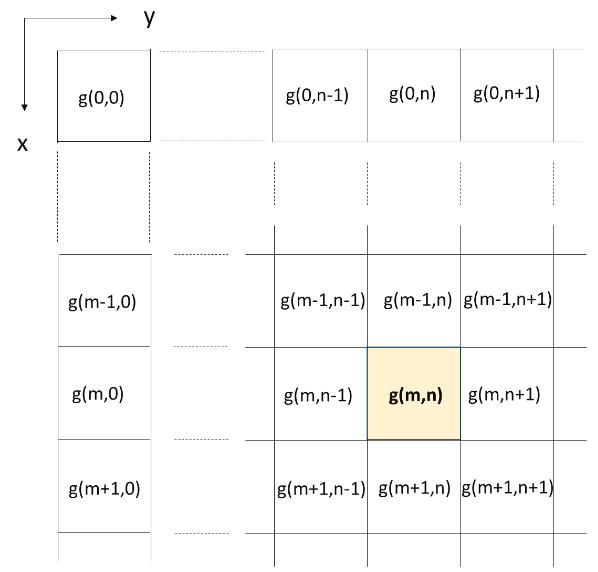 y
x
g(0,0) g(0,n-1) g(0,n) g(0,n+1)
g(m-1,0) g(m-1,n-1) g(m-1,n) g(m-1,n+1)
g(m,0) g(m,n-1) g(m,n) g(m,n+1)
g(m+1,0) g(m+1,n-1) g(m+1,n) g(m+1,n+1)